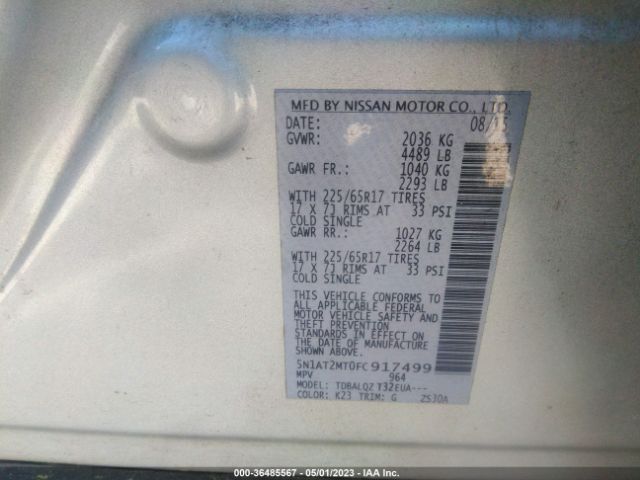 MFD BY NISSAN MOTOR CO., LTD.
DATE: 08/15
GVWR: 2036 KG
4489 LB
GAWR FR.: 1040 KG
2293 LB
WITH 225/65R17 TIRES
17 X 7J RIMS AT 33 PSI
COLD SINGLE
GAWR RR.: 1027 KG
2264 LB
WITH 225/65R17 TIRES
17 X 7J RIMS AT 33 PSI
COLD SINGLE
THIS VEHICLE CONFORMS TO
ALL APPLICABLE FEDERAL
MOTOR VEHICLE SAFETY AND
THEFT PREVENTION
STANDARDS IN EFFECT ON
THE DATE OF MANUFACTURE
SHOWN ABOVE.
5N1AT2MT0FC917499
MPV 964
MODEL: TDBALQZ T32EUA---
COLOR: K23 TRIM: G ZS30A
000-36485567 - 05/01/2023 - IAA Inc.